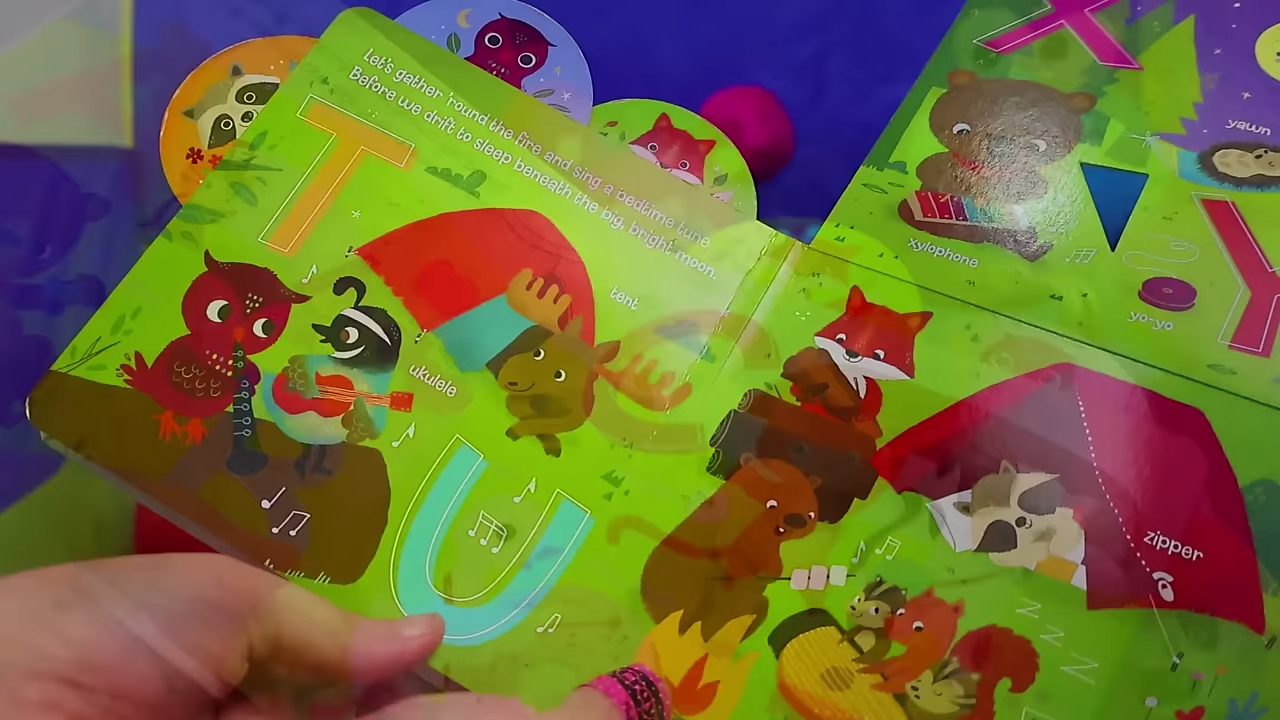 Let's gather 'round the fire and sing a bedtime tune
Before we drift to sleep beneath the big, bright moon.
T
tent
ukulele
U
X
xylophone
yawn
yo-yo
Y
zipper
Z Z Z